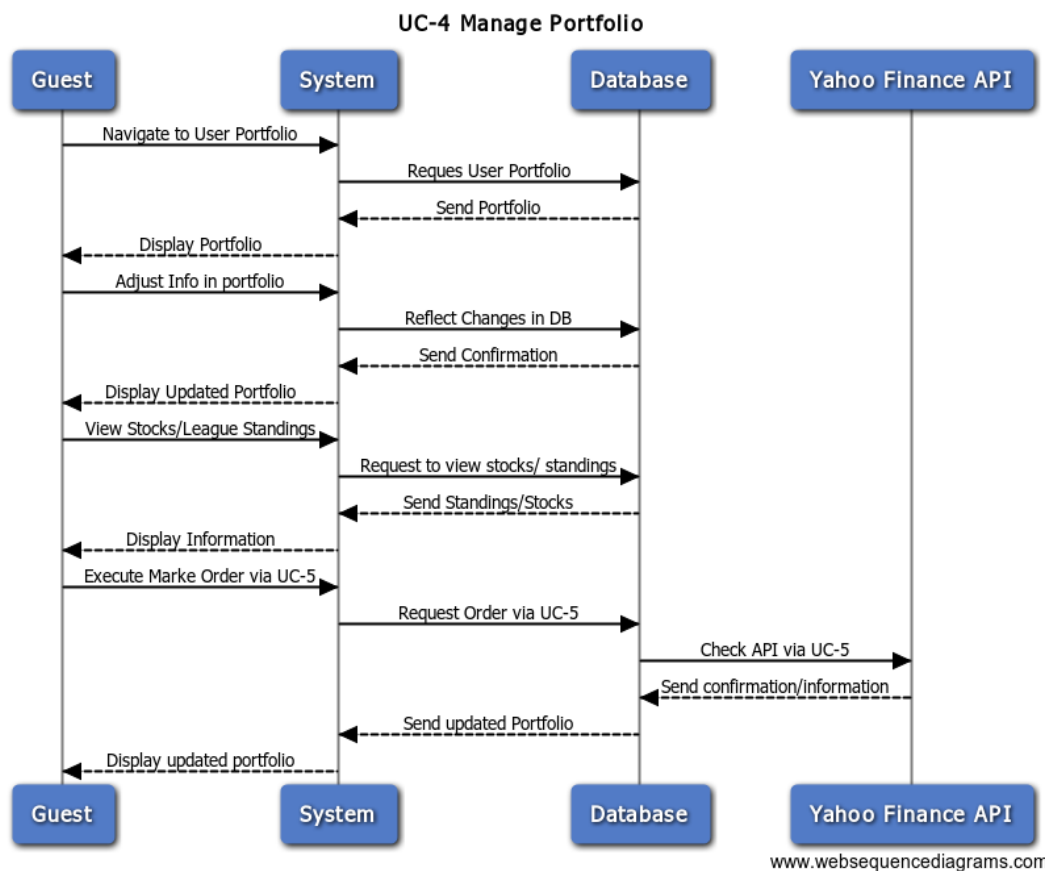 UC-4 Manage Portfolio
Guest
System
Database
Yahoo Finance API
Navigate to User Portfolio
Reques User Portfolio
Send Portfolio
Display Portfolio
Adjust Info in portfolio
Reflect Changes in DB
Send Confirmation
Display Updated Portfolio
View Stocks/League Standings
Request to view stocks/ standings
Send Standings/Stocks
Display Information
Execute Marke Order via UC-5
Request Order via UC-5
Check API via UC-5
Send confirmation/information
Send updated Portfolio
Display updated portfolio
Guest
System
Database
Yahoo Finance API
www.websequencediagrams.com